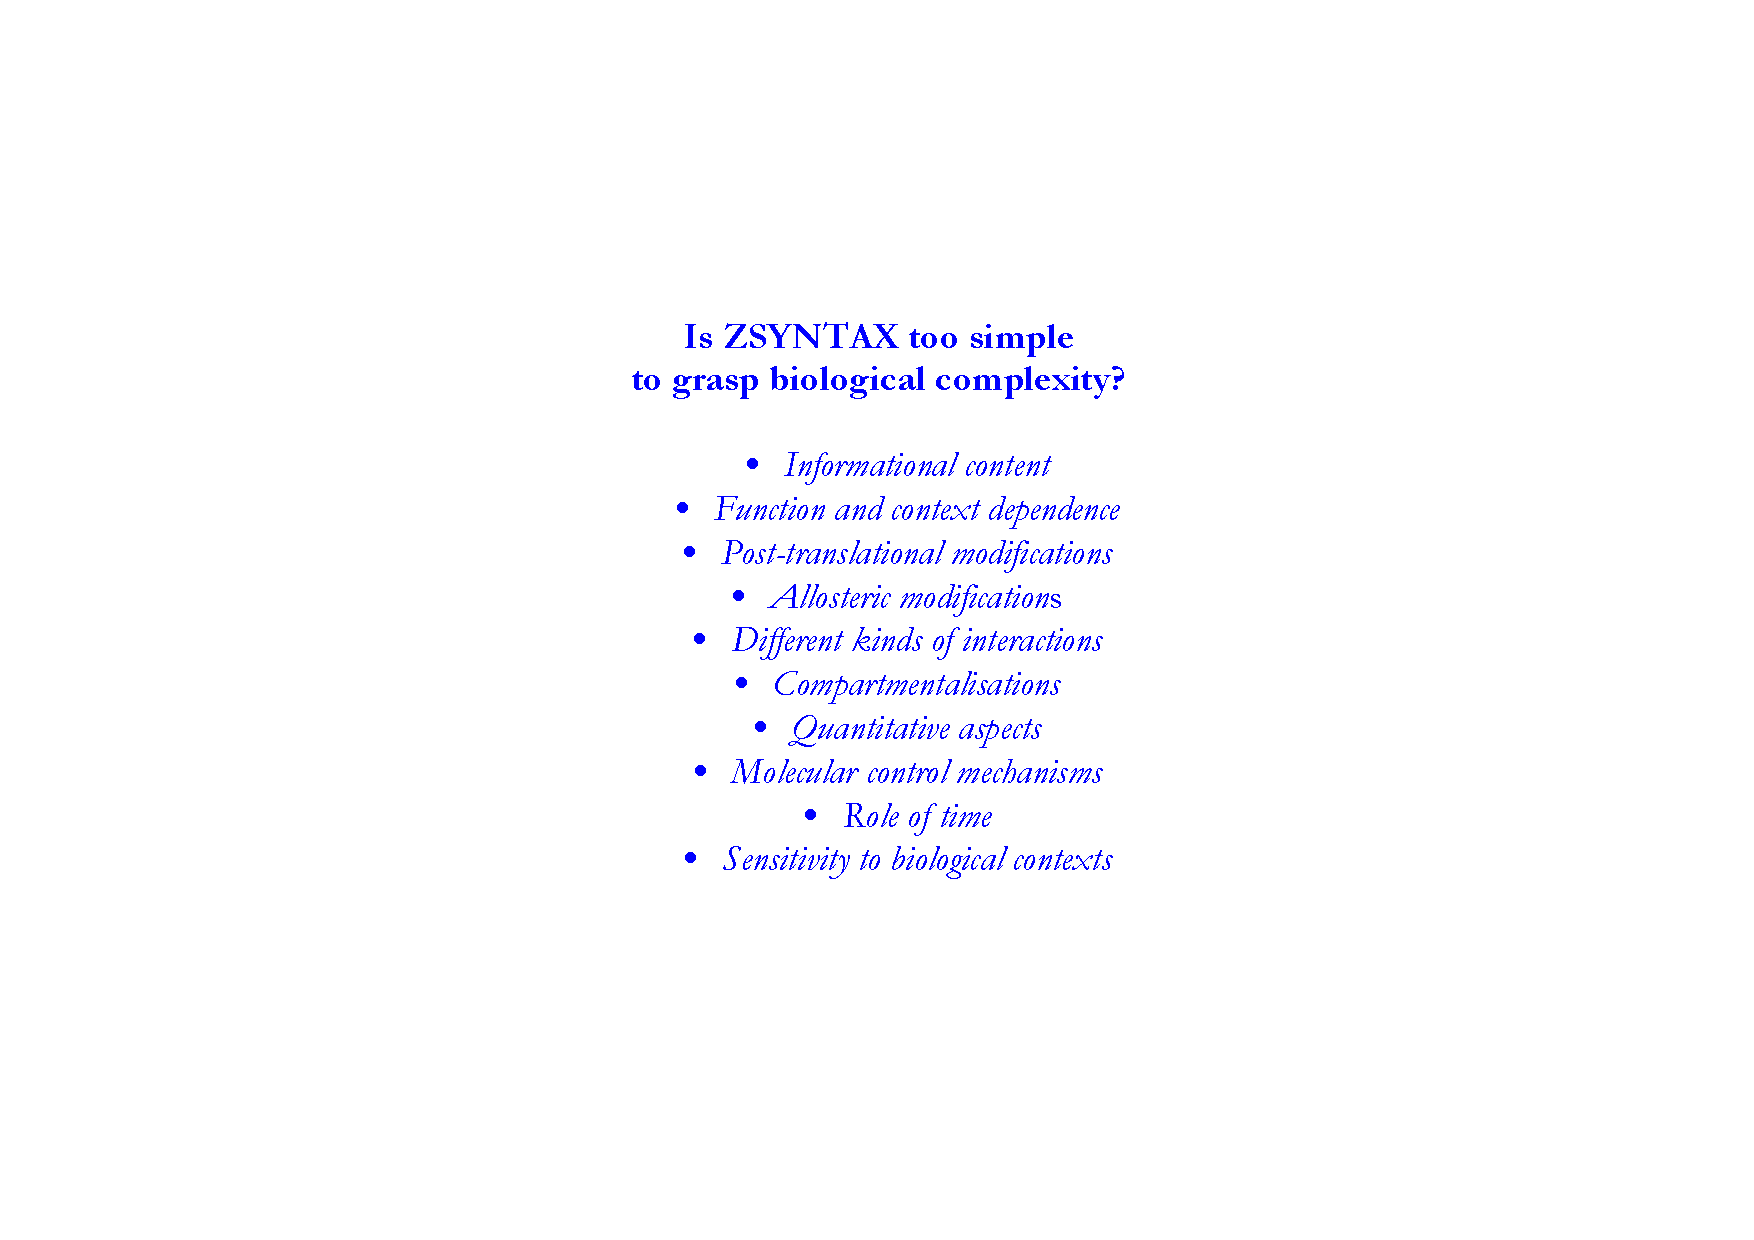 Is ZSYNTAX too simple
to grasp biological complexity?
• Informational content
• Function and context dependence
• Post-translational modifications
• Allosteric modifications
• Different kinds of interactions
• Compartmentalisations
• Quantitative aspects
• Molecular control mechanisms
• Role of time
• Sensitivity to biological contexts